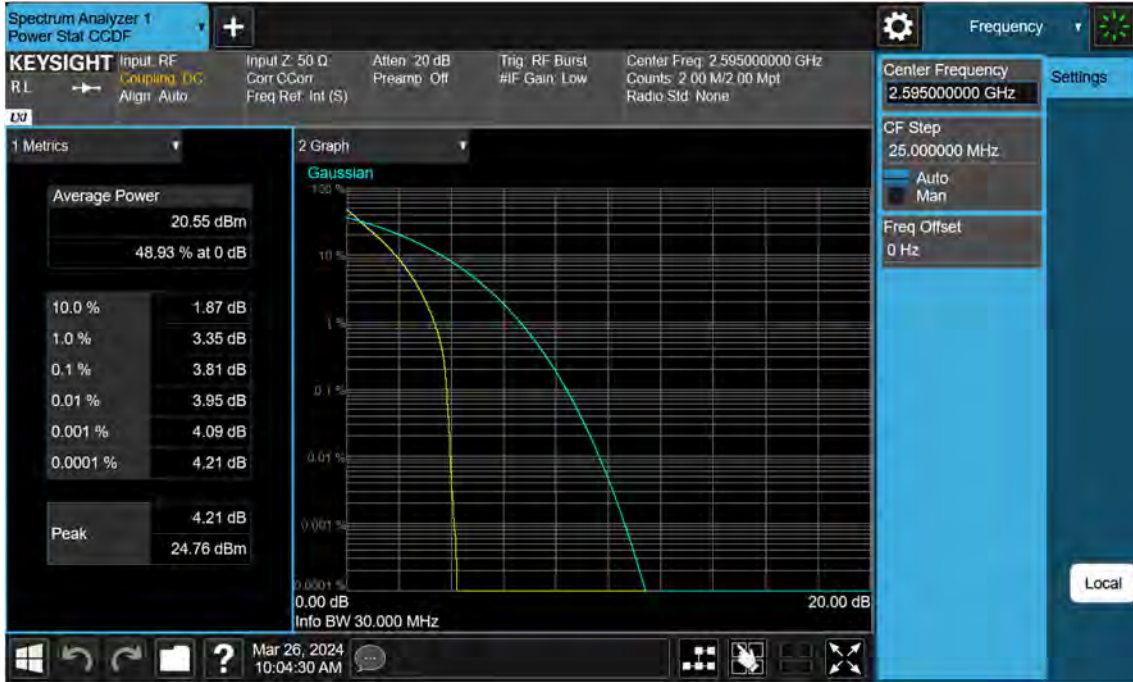 Spectrum Analyzer 1
Power Stat CCDF
+
Frequency
KEYSIGHT
RL
LXI
Input: RF
Coupling: DC
Align: Auto
Input Z: 50 Ω
Corr CCorr
Freq Ref: Int (S)
Atten: 20 dB
Preamp: Off
Trig: RF Burst
#IF Gain: Low
Center Freq: 2.595000000 GHz
Counts: 2.00 M/2.00 Mpt
Radio Std: None
Center Frequency
2.595000000 GHz
Settings
CF Step
25.000000 MHz
Auto
Man
Freq Offset
0 Hz
1 Metrics
Average Power
20.55 dBm
48.93 % at 0 dB
10.0 % 1.87 dB
1.0 % 3.35 dB
0.1 % 3.81 dB
0.01 % 3.95 dB
0.001 % 4.09 dB
0.0001 % 4.21 dB
Peak
4.21 dB
24.76 dBm
2 Graph
Gaussian
100 %
10 %
1 %
0.1 %
0.01 %
0.001 %
0.0001 %
0.00 dB 20.00 dB
Info BW 30.000 MHz
Local
?
Mar 26, 2024
10:04:30 AM